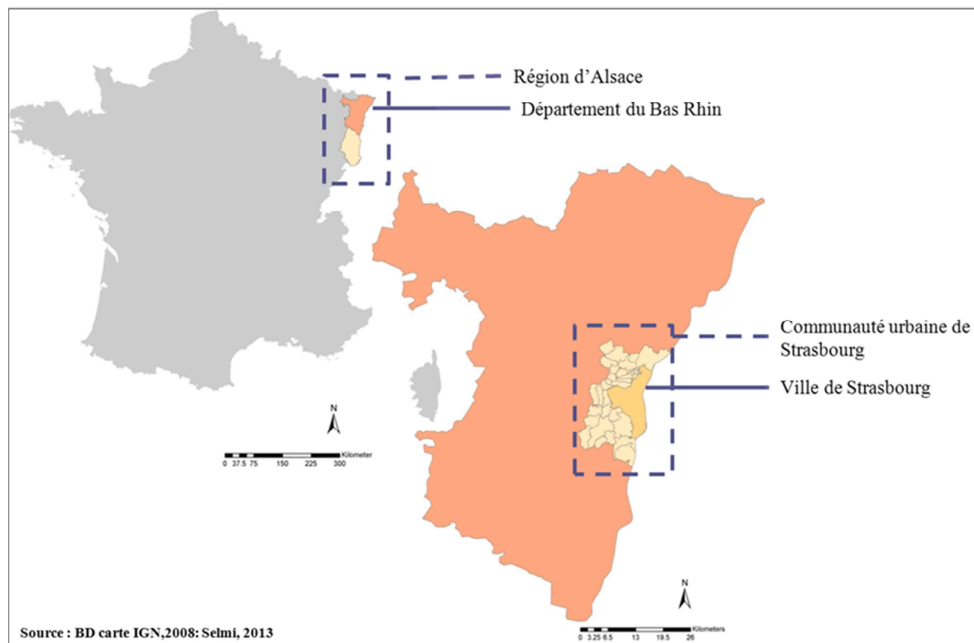 Région d'Alsace
Département du Bas Rhin
Communauté urbaine de
Strasbourg
Ville de Strasbourg
N
Kilometer
0 37.5 75 150 225 300
N
Kilometers
0 3.25 6.5 13 19.5 26
Source : BD carte IGN,2008: Selmi, 2013